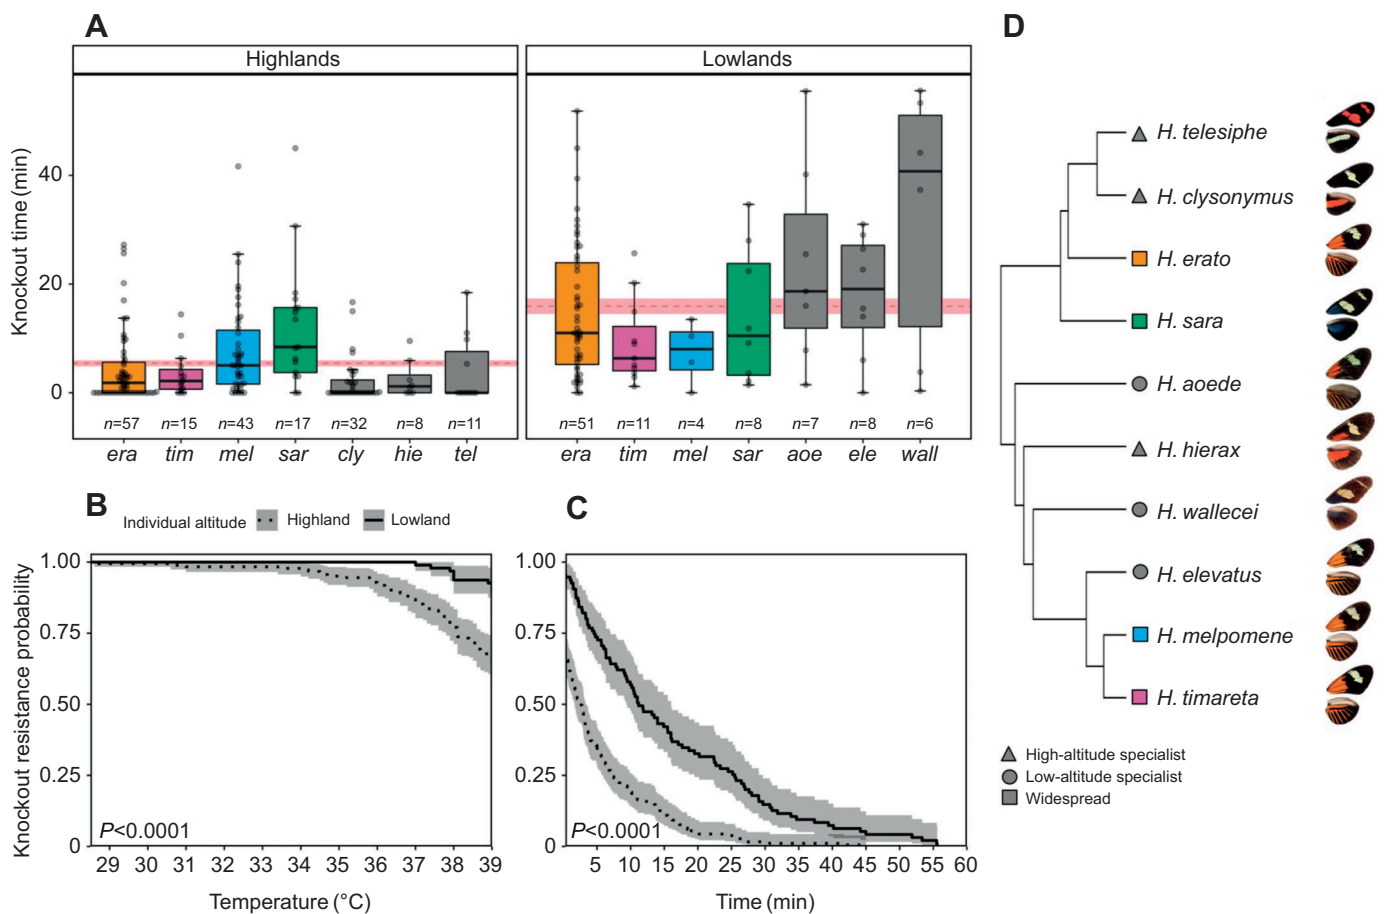 A
Highlands
Lowlands
Knockout time (min)
40
20
0
n=57 n=15 n=43 n=17 n=32 n=8 n=11
era tim mel sar cly hie tel
n=51 n=11 n=4 n=8 n=7 n=8 n=6
era tim mel sar aoe ele wall
B
Individual altitude Highland Lowland
Knockout resistance probability
1.00
0.75
0.50
0.25
0
P<0.0001
29 30 31 32 33 34 35 36 37 38 39
Temperature (°C)
C
1.00
0.75
0.50
0.25
0
P<0.0001
5 10 15 20 25 30 35 40 45 50 55 60
Time (min)
D
H. telesiphe
H. clysonymus
H. erato
H. sara
H. aoede
H. hierax
H. wallecei
H. elevatus
H. melpomene
H. timareta
High-altitude specialist
Low-altitude specialist
Widespread